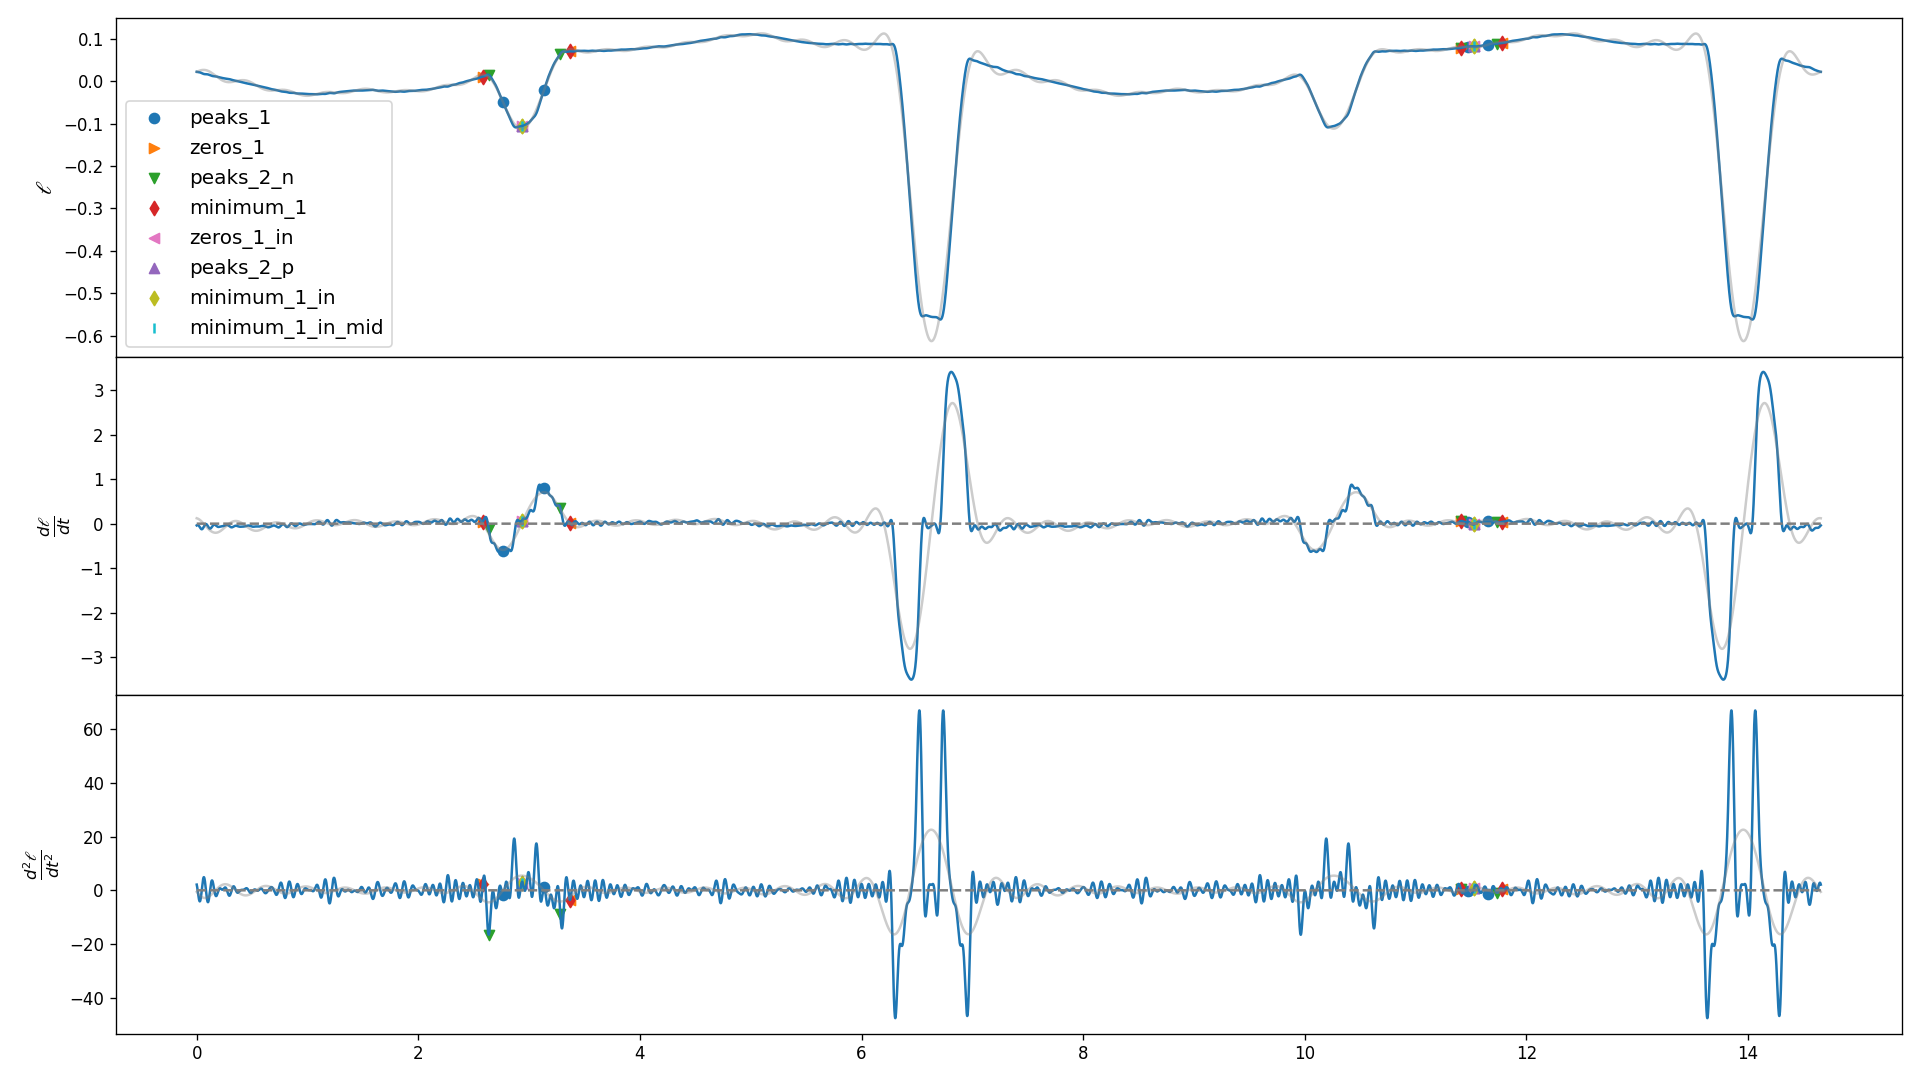 0.1
0.0
−0.1
−0.2
−0.3
−0.4
−0.5
−0.6
ℓ
peaks_1
zeros_1
peaks_2_n
minimum_1
zeros_1_in
peaks_2_p
minimum_1_in
minimum_1_in_mid
3
2
1
0
−1
−2
−3
dℓ
dt
60
40
20
0
−20
−40
d²ℓ
dt²
0 2 4 6 8 10 12 14